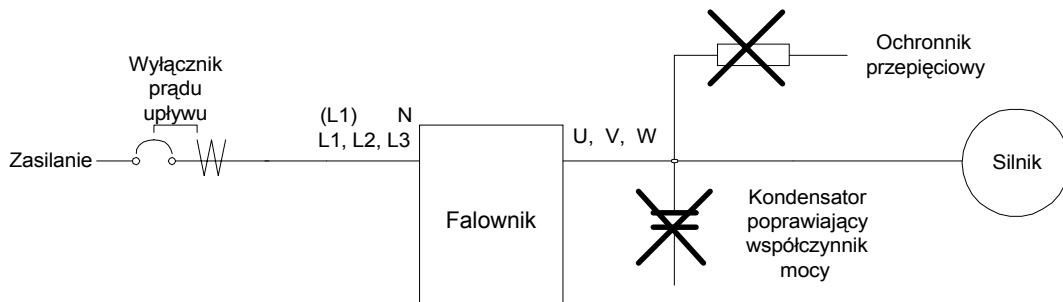 Wyłącznik
prądu
upływu
Zasilanie
(L1) N
L1, L2, L3
Falownik
U, V, W
Ochronnik
przepięciowy
Silnik
Kondensator
poprawiający
współczynnik
mocy